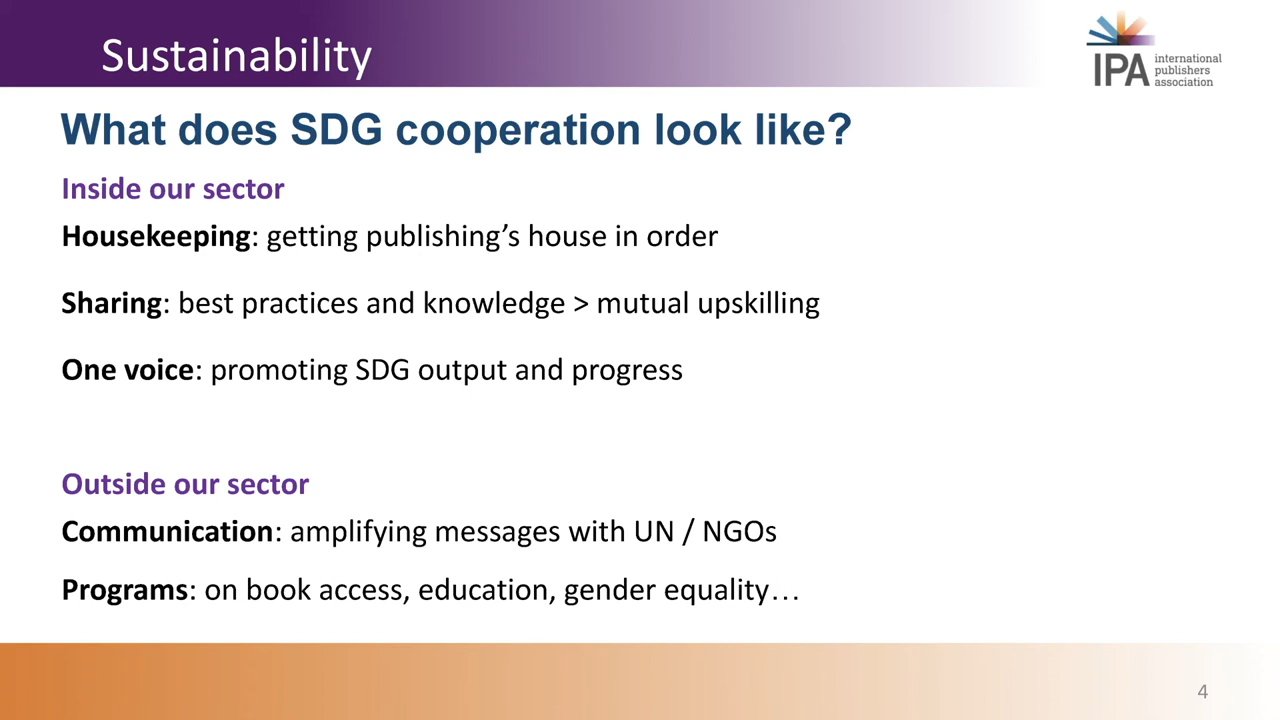 Sustainability
IPA international
publishers
association
What does SDG cooperation look like?
Inside our sector
Housekeeping: getting publishing’s house in order
Sharing: best practices and knowledge > mutual upskilling
One voice: promoting SDG output and progress
Outside our sector
Communication: amplifying messages with UN / NGOs
Programs: on book access, education, gender equality…
4